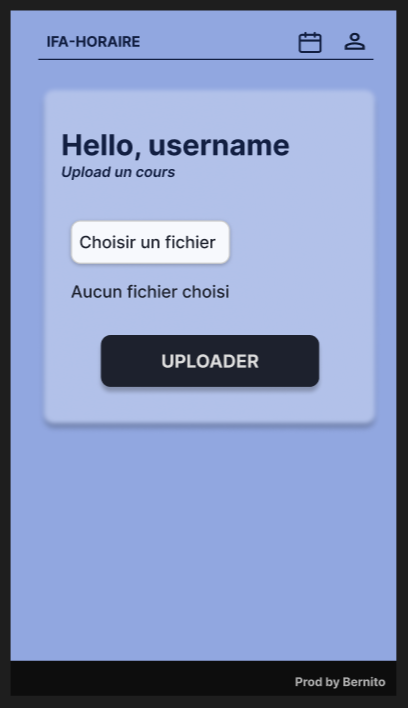 IFA-HORAIRE
Hello, username
Upload un cours
Choisir un fichier
Aucun fichier choisi
UPLOADER
Prod by Bernito